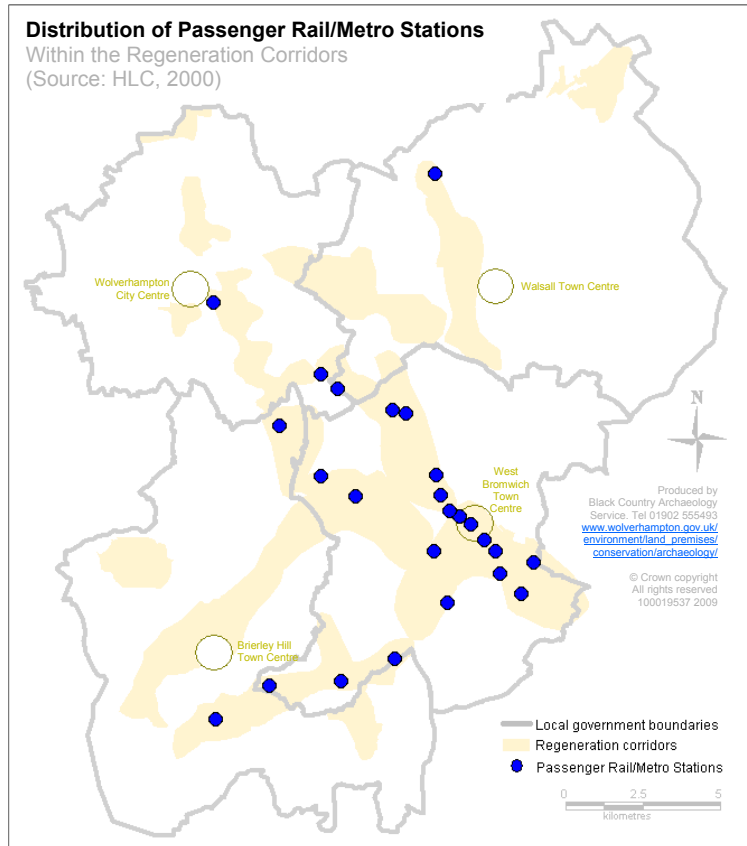 Distribution of Passenger Rail/Metro Stations
Within the Regeneration Corridors
(Source: HLC, 2000)
Wolverhampton
City Centre
Walsall Town Centre
N
West
Bromwich
Town
Centre
Produced by
Black Country Archaeology
Service. Tel 01902 555493
www.wolverhampton.gov.uk/
environment/land_premises/
conservation/archaeology/
© Crown copyright
All rights reserved
100019537 2009
Brierley Hill
Town Centre
Local government boundaries
Regeneration corridors
Passenger Rail/Metro Stations
0 2.5 5
kilometres